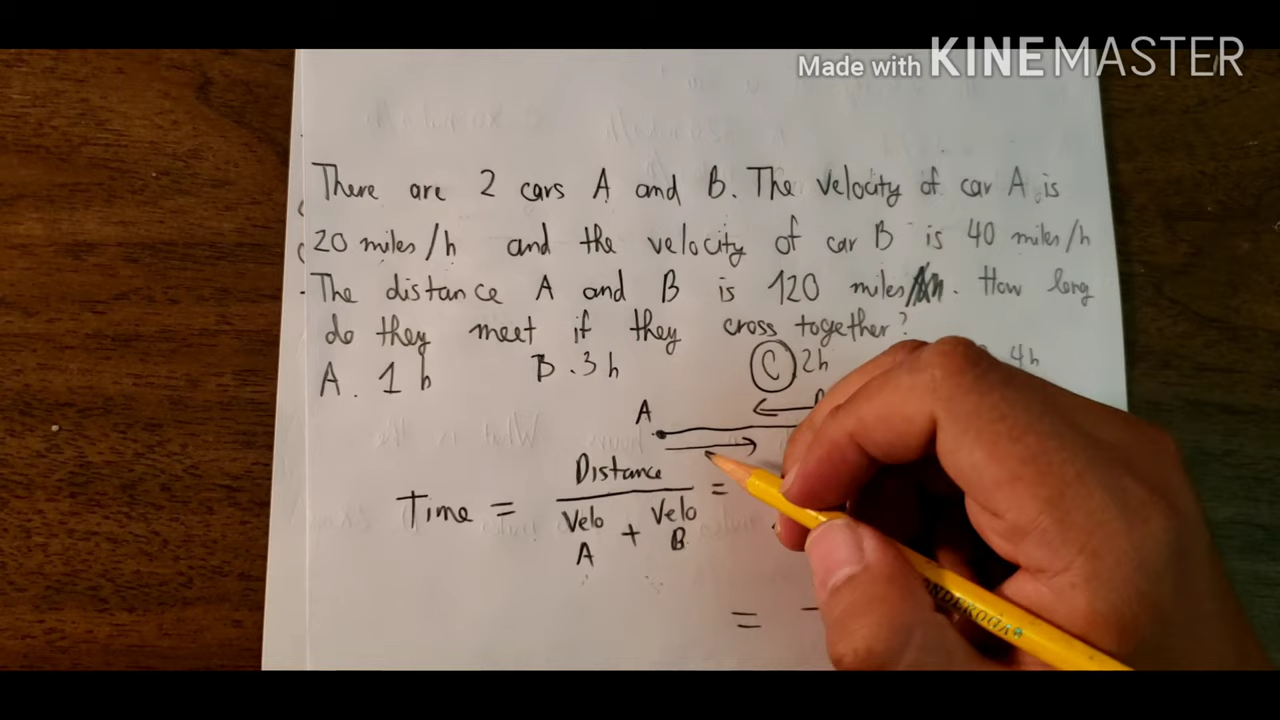 Made with KINEMASTER
There are 2 cars A and B. The velocity of car A is
20 miles/h and the velocity of car B is 40 miles/h
The distance A and B is 120 miles. How long
do they meet if they cross together?
A. 1 h B. 3 h C 2h 4h
A
Distance
Time = =
Velo + Velo
A B
=